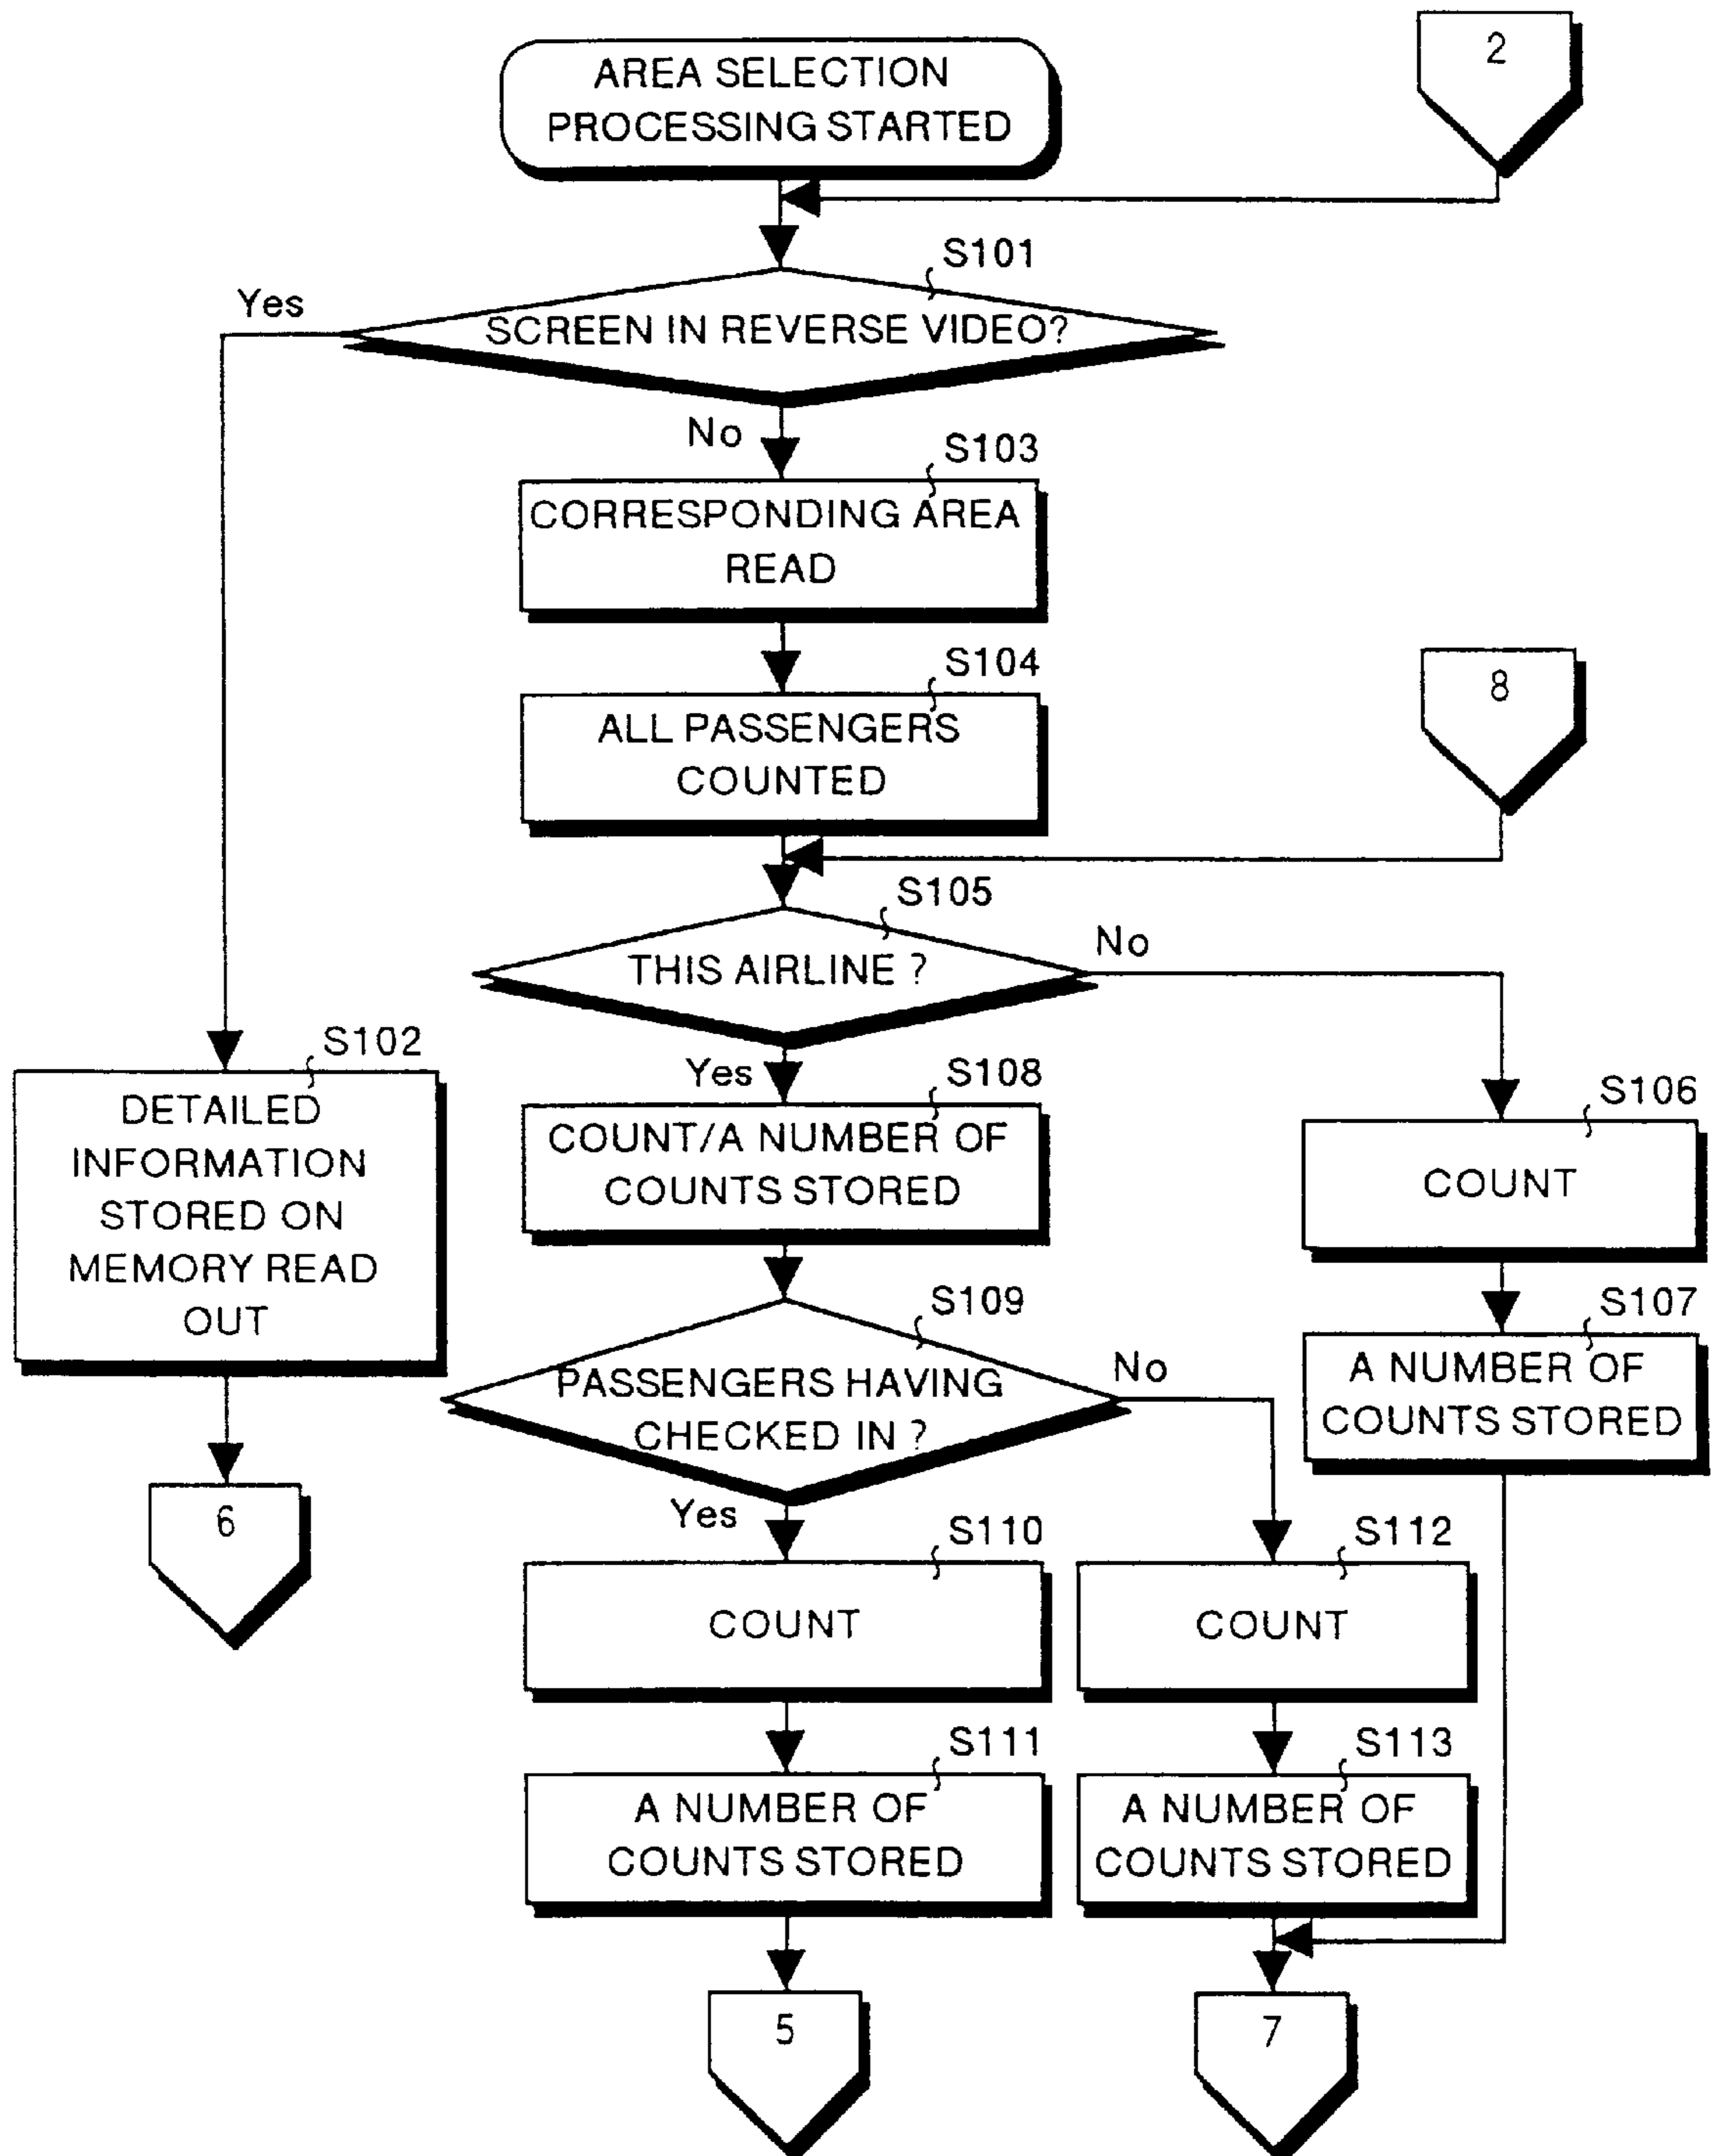 AREA SELECTION
PROCESSING STARTED
2
S101
Yes
SCREEN IN REVERSE VIDEO?
No
S103
CORRESPONDING AREA
READ
S104
ALL PASSENGERS
COUNTED
8
S105
No
THIS AIRLINE ?
S102
DETAILED
INFORMATION
STORED ON
MEMORY READ
OUT
Yes
S108
COUNT/A NUMBER OF
COUNTS STORED
S106
COUNT
S109
PASSENGERS HAVING
CHECKED IN ?
No
S107
A NUMBER OF
COUNTS STORED
6
Yes
S110
COUNT
S112
COUNT
S111
A NUMBER OF
COUNTS STORED
S113
A NUMBER OF
COUNTS STORED
5
7